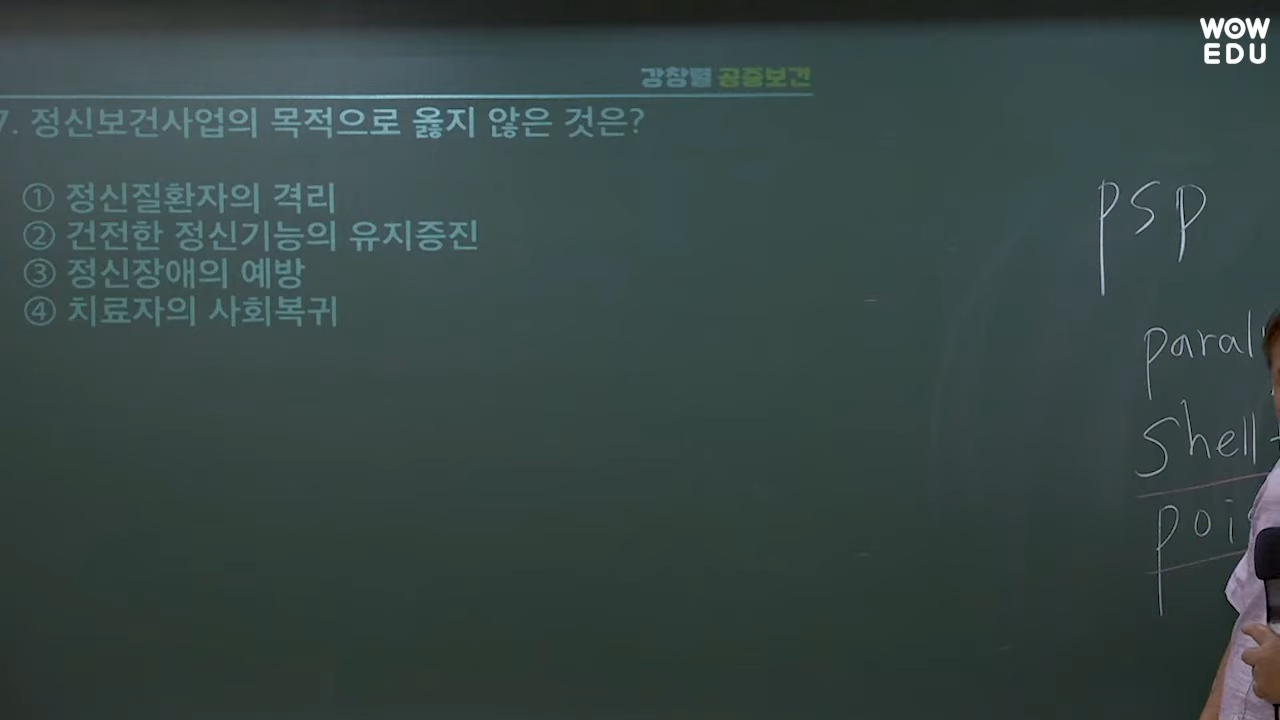 WOW
EDU
강창렬 공중보건
7. 정신보건사업의 목적으로 옳지 않은 것은?
① 정신질환자의 격리
② 건전한 정신기능의 유지증진
③ 정신장애의 예방
④ 치료자의 사회복귀
psp
paral
shell
poi